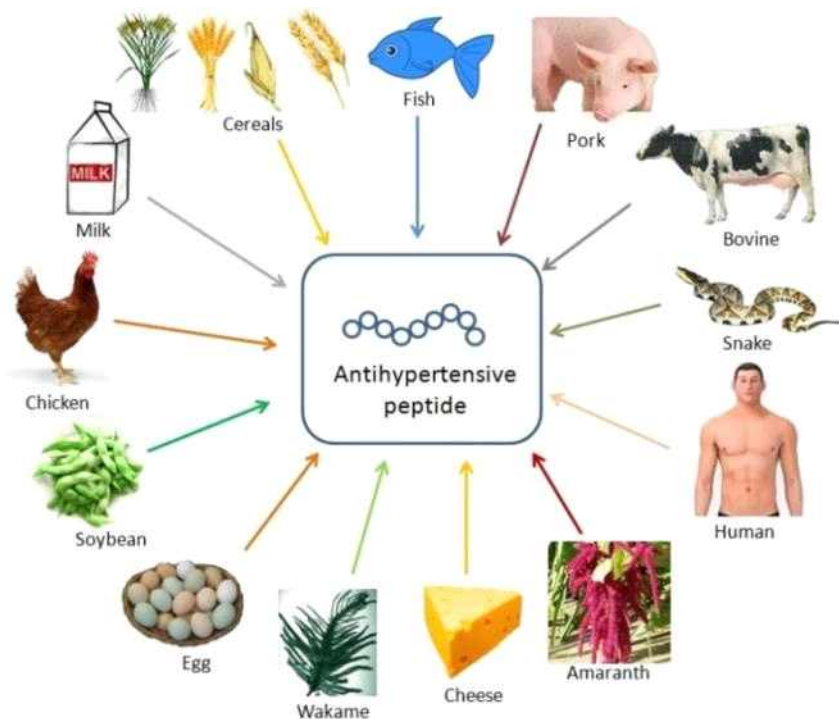 Cereals
Fish
Pork
MILK
Milk
Bovine
Chicken
Snake
Antihypertensive
peptide
Soybean
Human
Egg
Wakame
Cheese
Amaranth